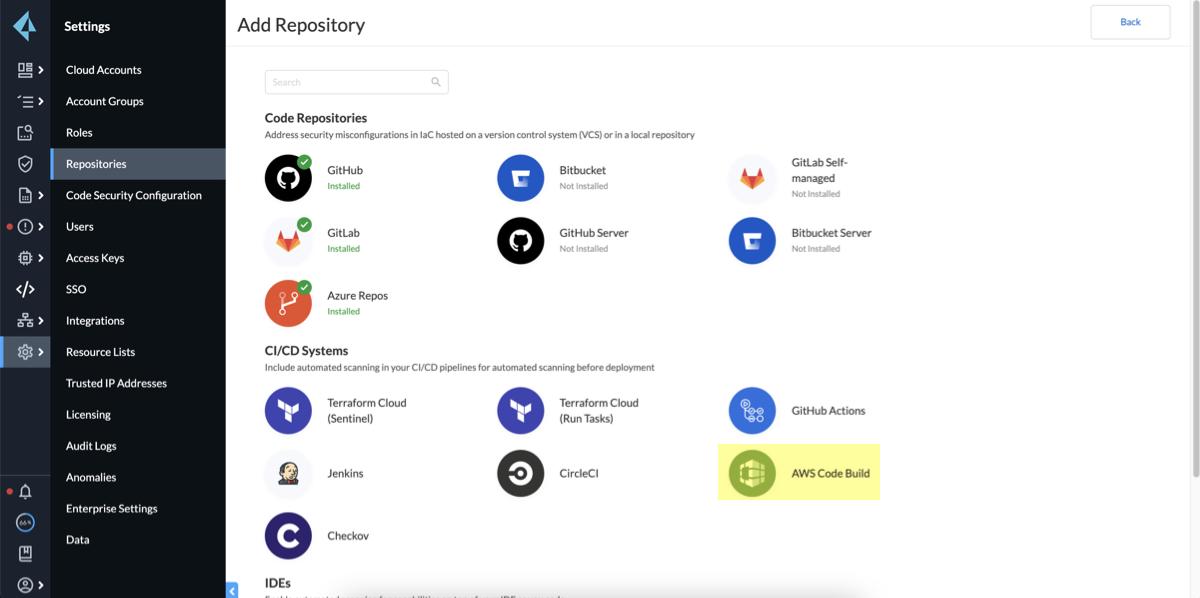 Settings
Cloud Accounts
Account Groups
Roles
Repositories
Code Security Configuration
Users
Access Keys
SSO
Integrations
Resource Lists
Trusted IP Addresses
Licensing
Audit Logs
Anomalies
Enterprise Settings
Data
66%
Add Repository
Back
Search
Code Repositories
Address security misconfigurations in IaC hosted on a version control system (VCS) or in a local repository
GitHub
Installed
Bitbucket
Not Installed
GitLab Self-
managed
Not Installed
GitLab
Installed
GitHub Server
Not Installed
Bitbucket Server
Not Installed
Azure Repos
Installed
CI/CD Systems
Include automated scanning in your CI/CD pipelines for automated scanning before deployment
Terraform Cloud
(Sentinel)
Terraform Cloud
(Run Tasks)
GitHub Actions
Jenkins
CircleCI
AWS Code Build
Checkov
IDEs